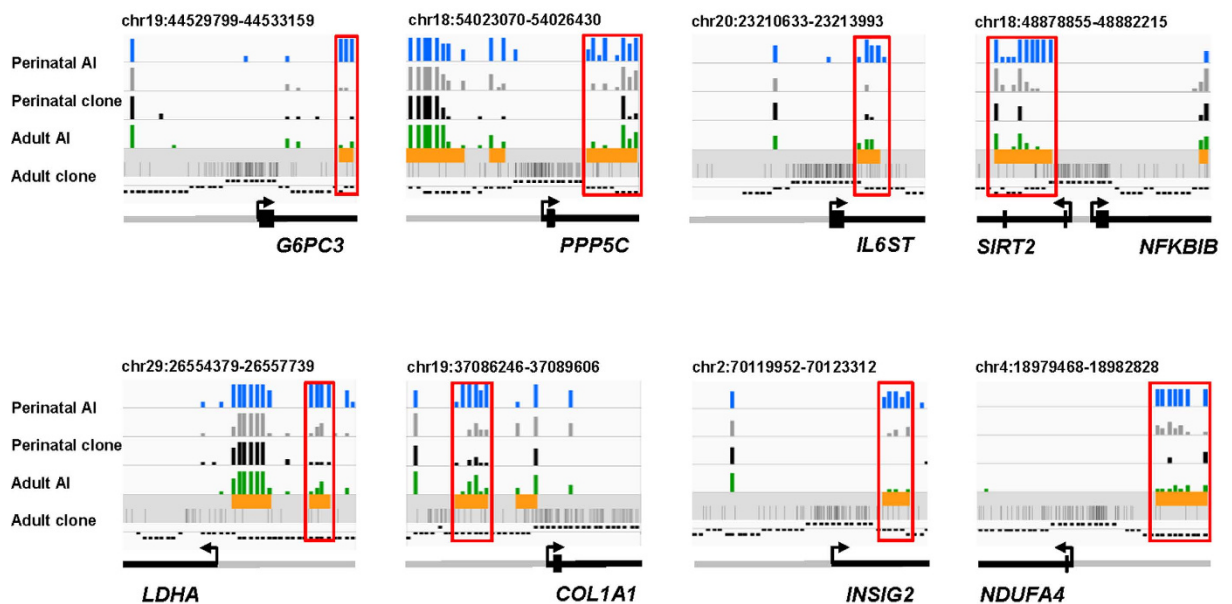 chr19:44529799-44533159 chr18:54023070-54026430 chr20:23210633-23213993 chr18:48878855-48882215
Perinatal AI
Perinatal clone
Adult AI
Adult clone
G6PC3 PPP5C IL6ST SIRT2 NFKBIB
chr29:26554379-26557739 chr19:37086246-37089606 chr2:70119952-70123312 chr4:18979468-18982828
Perinatal AI
Perinatal clone
Adult AI
Adult clone
LDHA COL1A1 INSIG2 NDUFA4